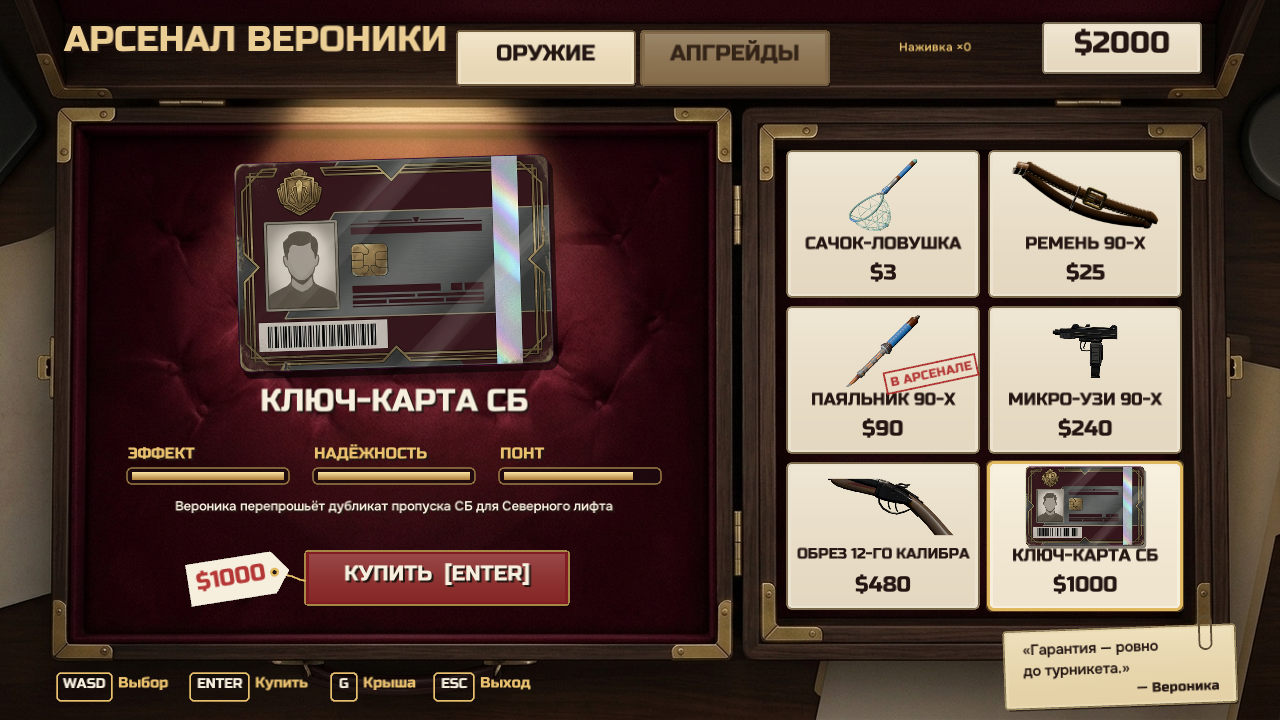 АРСЕНАЛ ВЕРОНИКИ
ОРУЖИЕ
АПГРЕЙДЫ
Наживка ×0
$2000
КЛЮЧ-КАРТА СБ
ЭФФЕКТ
НАДЁЖНОСТЬ
ПОНТ
Вероника перепрошьёт дубликат пропуска СБ для Северного лифта
$1000
КУПИТЬ [ENTER]
САЧОК-ЛОВУШКА
$3
РЕМЕНЬ 90-Х
$25
В АРСЕНАЛЕ
ПАЯЛЬНИК 90-Х
$90
МИКРО-УЗИ 90-Х
$240
ОБРЕЗ 12-ГО КАЛИБРА
$480
КЛЮЧ-КАРТА СБ
$1000
«Гарантия — ровно
до турникета.»
— Вероника
WASD Выбор
ENTER Купить
G Крыша
ESC Выход